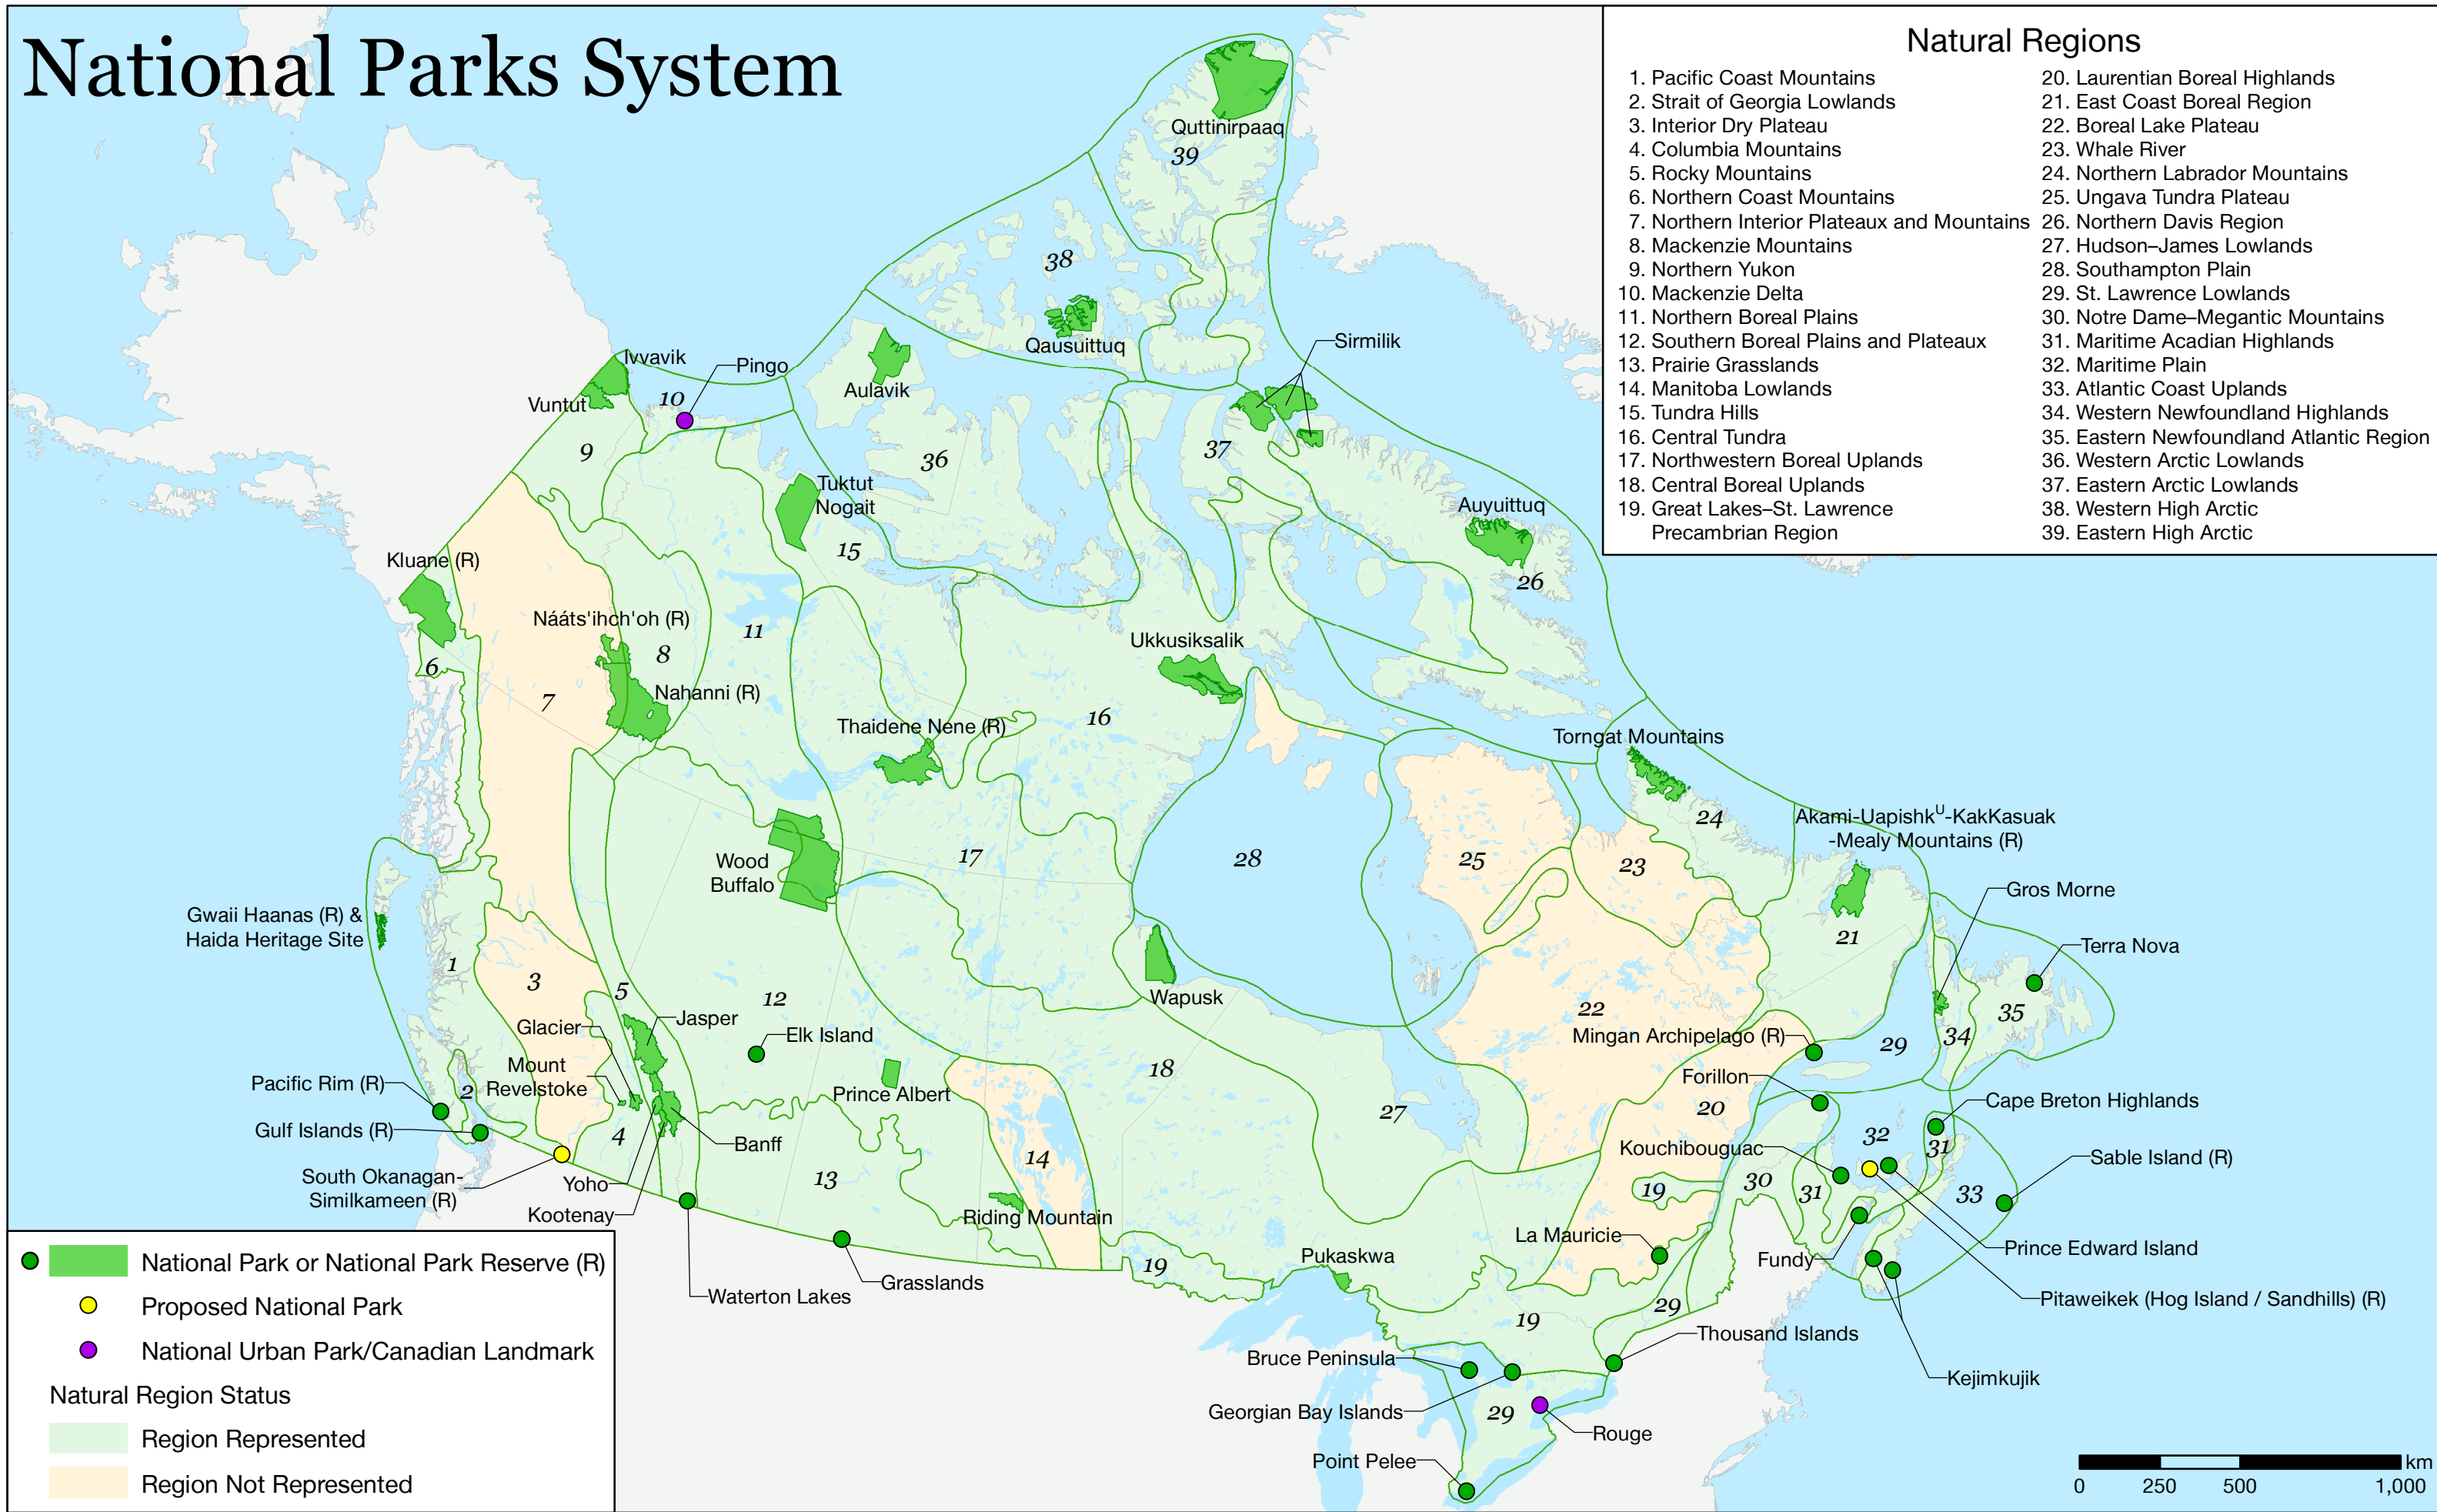 National Parks System
Natural Regions
1. Pacific Coast Mountains
2. Strait of Georgia Lowlands
3. Interior Dry Plateau
4. Columbia Mountains
5. Rocky Mountains
6. Northern Coast Mountains
7. Northern Interior Plateaux and Mountains
8. Mackenzie Mountains
9. Northern Yukon
10. Mackenzie Delta
11. Northern Boreal Plains
12. Southern Boreal Plains and Plateaux
13. Prairie Grasslands
14. Manitoba Lowlands
15. Tundra Hills
16. Central Tundra
17. Northwestern Boreal Uplands
18. Central Boreal Uplands
19. Great Lakes–St. Lawrence
Precambrian Region
20. Laurentian Boreal Highlands
21. East Coast Boreal Region
22. Boreal Lake Plateau
23. Whale River
24. Northern Labrador Mountains
25. Ungava Tundra Plateau
26. Northern Davis Region
27. Hudson–James Lowlands
28. Southampton Plain
29. St. Lawrence Lowlands
30. Notre Dame–Megantic Mountains
31. Maritime Acadian Highlands
32. Maritime Plain
33. Atlantic Coast Uplands
34. Western Newfoundland Highlands
35. Eastern Newfoundland Atlantic Region
36. Western Arctic Lowlands
37. Eastern Arctic Lowlands
38. Western High Arctic
39. Eastern High Arctic
Quttinirpaaq
39
38
Qausuittuq
Sirmilik
Ivvavik
Pingo
Aulavik
Vuntut
10
9
36
37
Tuktut
Nogait
Auyuittuq
15
Kluane (R)
26
Nááts'ihch'oh (R)
11
Ukkusiksalik
8
6
Nahanni (R)
7
16
Thaidene Nene (R)
Torngat Mountains
24
Akami-Uapishkᵁ-KakKasuak
-Mealy Mountains (R)
Wood
Buffalo
17
28
25
23
Gros Morne
Gwaii Haanas (R) &
Haida Heritage Site
21
Terra Nova
1
3
5
12
Wapusk
22
35
Jasper
Glacier
Elk Island
Mingan Archipelago (R)
29
34
Mount
Revelstoke
18
Forillon
Pacific Rim (R)
2
Prince Albert
27
20
Cape Breton Highlands
Gulf Islands (R)
4
Banff
32
31
Kouchibouguac
14
Sable Island (R)
South Okanagan-
Similkameen (R)
Yoho
13
19
30
31
33
Kootenay
Riding Mountain
La Mauricie
Prince Edward Island
Fundy
19
Pukaskwa
Grasslands
Waterton Lakes
Pitaweikek (Hog Island / Sandhills) (R)
29
19
Thousand Islands
Bruce Peninsula
Kejimkujik
Georgian Bay Islands
29
Rouge
Point Pelee
National Park or National Park Reserve (R)
Proposed National Park
National Urban Park/Canadian Landmark
Natural Region Status
Region Represented
Region Not Represented
km
0 250 500 1,000